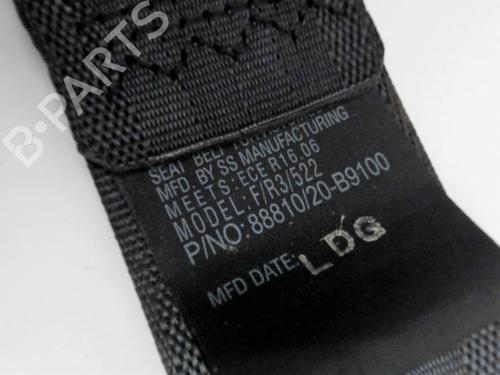 B-PARTS
SEAT BELT
MFD. BY SS MANUFACTURING
MEETS: ECE R16.06
MODEL: F/R3/522
P/NO: 88810/20-B9100
MFD DATE: LDG